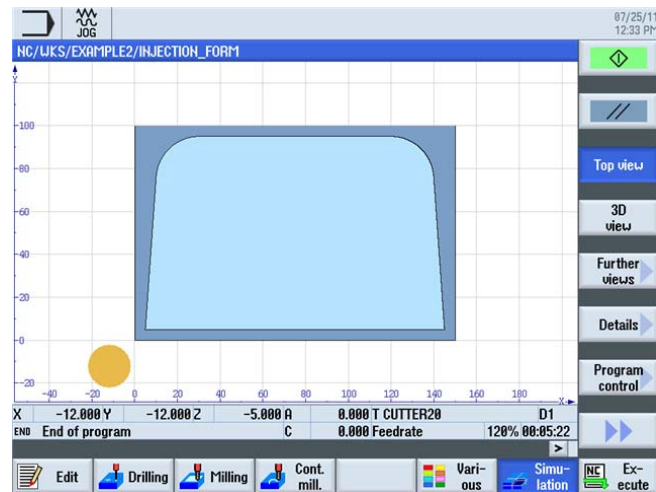 JOG
07/25/11
12:33 PM
NC/WKS/EXAMPLE2/INJECTION_FORM
Y
100
80
60
40
20
0
-20
-40 -20 0 20 40 60 80 100 120 140 160 180 X
Top view
3D
view
Further
views
Details
Program
control
X -12.000 Y -12.000 Z -5.000 A 0.000 T CUTTER20 D1
END End of program C 0.000 Feedrate 120% 00:05:22
>
Edit
Drilling
Milling
Cont.
mill.
Vari-
ous
Simu-
lation
NC
Ex-
ecute